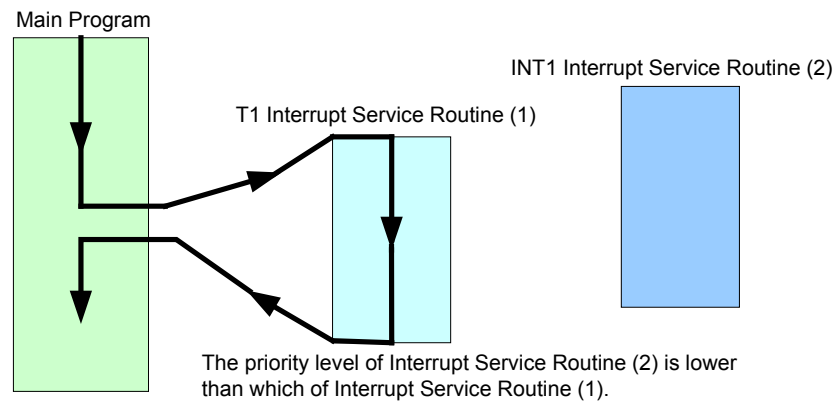 Main Program
INT1 Interrupt Service Routine (2)
T1 Interrupt Service Routine (1)
The priority level of Interrupt Service Routine (2) is lower
than which of Interrupt Service Routine (1).